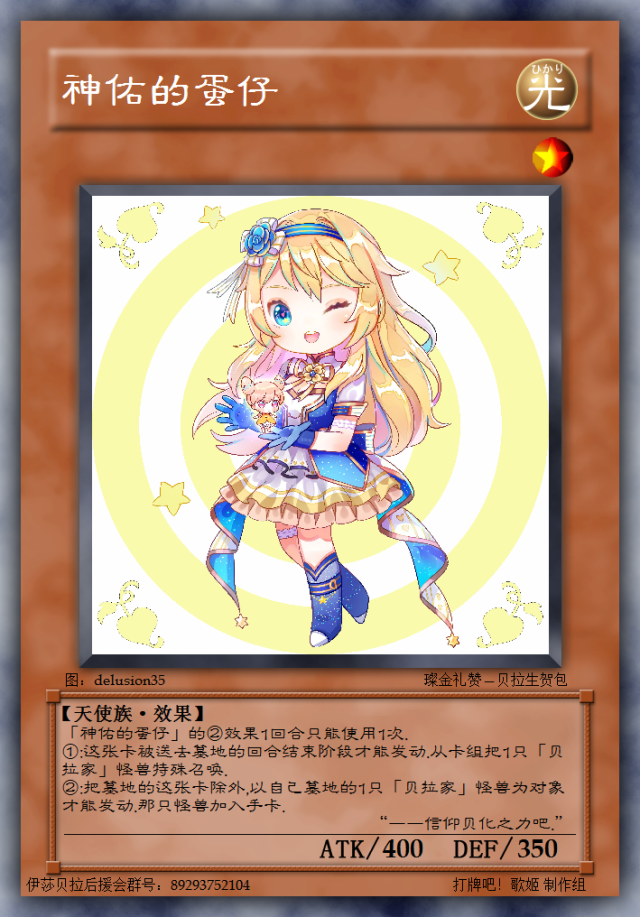 神佑的蛋仔
ひかり
光
图：delusion35
璨金礼赞－贝拉生贺包
【天使族·效果】
「神佑的蛋仔」的②效果1回合只能使用1次.
①:这张卡被送去墓地的回合结束阶段才能发动.从卡组把1只「贝
拉家」怪兽特殊召唤.
②:把墓地的这张卡除外,以自己墓地的1只「贝拉家」怪兽为对象
才能发动.那只怪兽加入手卡.
“——信仰贝化之力吧.”
ATK/400 DEF/350
伊莎贝拉后援会群号：89293752104
打牌吧！歌姬 制作组